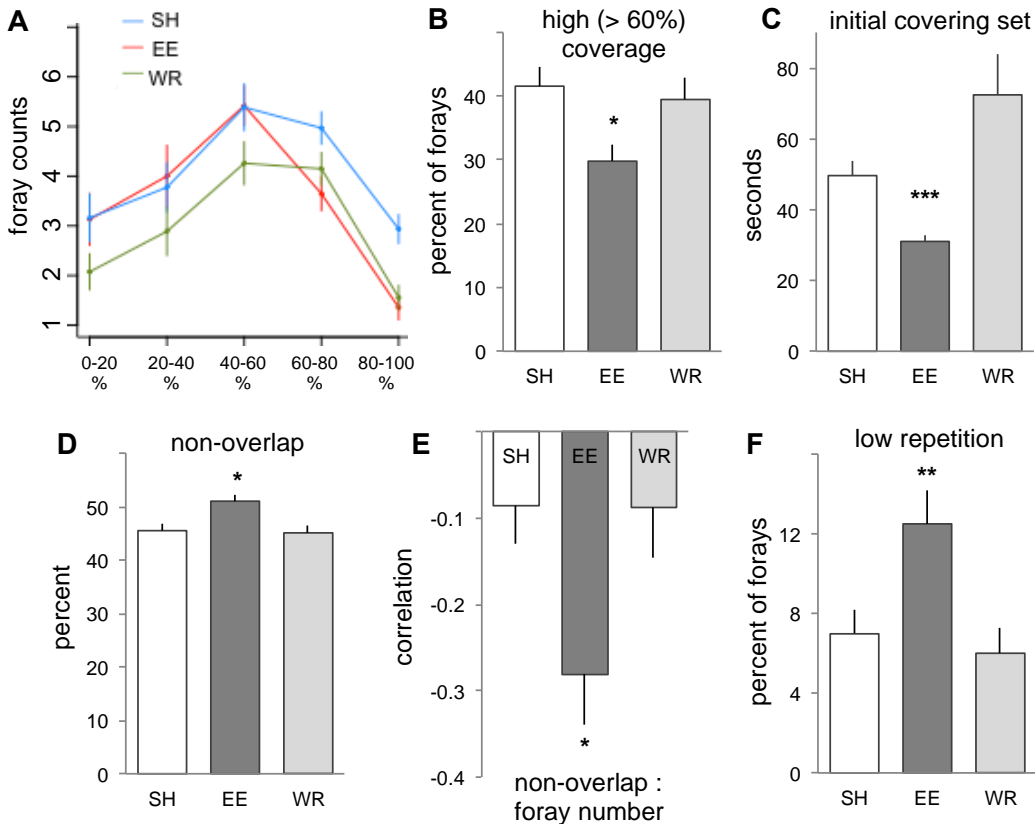 A
SH
EE
WR
foray counts
7
6
5
4
3
2
1
0-20 %
20-40 %
40-60 %
60-80 %
80-100 %
B
high (> 60%)
coverage
percent of forays
40
30
20
10
0
*
SH EE WR
C
initial covering set
seconds
80
60
40
20
0
***
SH EE WR
D
non-overlap
percent
50
40
30
20
10
0
*
SH EE WR
E
SH EE WR
correlation
-0.1
-0.2
-0.3
-0.4
*
non-overlap :
foray number
F
low repetition
percent of forays
12
8
4
0
**
SH EE WR